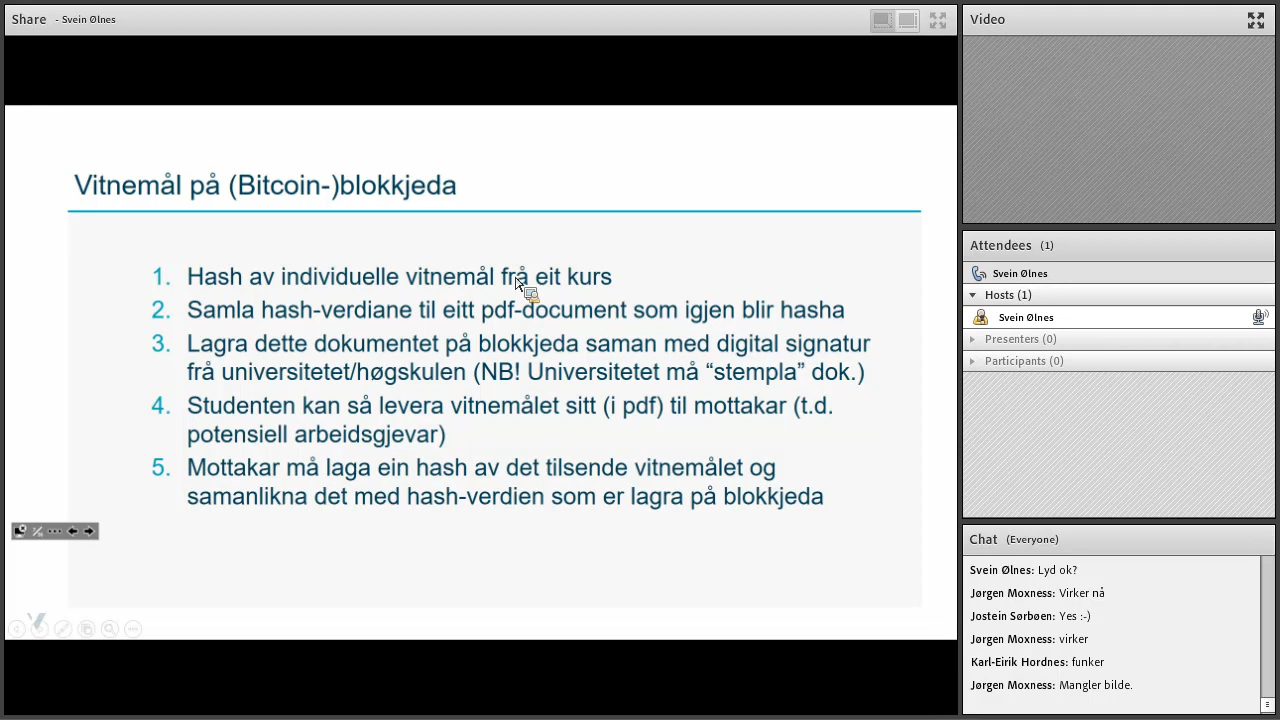 Share - Svein Ølnes
Vitnemål på (Bitcoin-)blokkjeda
1. Hash av individuelle vitnemål frå eit kurs
2. Samla hash-verdiane til eitt pdf-document som igjen blir hasha
3. Lagra dette dokumentet på blokkjeda saman med digital signatur
frå universitetet/høgskulen (NB! Universitetet må “stempla” dok.)
4. Studenten kan så levera vitnemålet sitt (i pdf) til mottakar (t.d.
potensiell arbeidsgjevar)
5. Mottakar må laga ein hash av det tilsende vitnemålet og
samanlikna det med hash-verdien som er lagra på blokkjeda
Video
Attendees (1)
Svein Ølnes
Hosts (1)
Svein Ølnes
Presenters (0)
Participants (0)
Chat (Everyone)
Svein Ølnes: Lyd ok?
Jørgen Moxness: Virker nå
Jostein Sørbøen: Yes :-)
Jørgen Moxness: virker
Karl-Eirik Hordnes: funker
Jørgen Moxness: Mangler bilde.